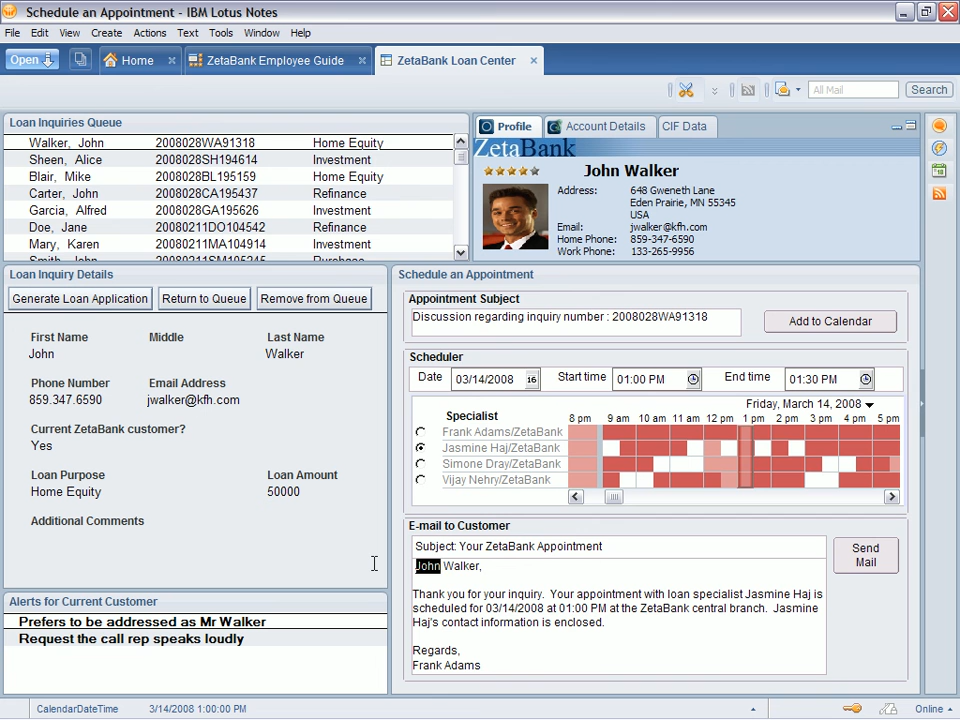 Schedule an Appointment - IBM Lotus Notes
File Edit View Create Actions Text Tools Window Help
Open Home ZetaBank Employee Guide ZetaBank Loan Center
All Mail Search
Loan Inquiries Queue
Walker, John 2008028WA91318 Home Equity
Sheen, Alice 2008028SH194614 Investment
Blair, Mike 2008028BL195159 Home Equity
Carter, John 2008028CA195437 Refinance
Garcia, Alfred 2008028GA195626 Investment
Doe, Jane 20080211DO104542 Refinance
Mary, Karen 20080211MA104914 Investment
Smith, John 20080211SM105245 Purchase
Profile Account Details CIF Data
ZetaBank
John Walker
Address: 648 Gweneth Lane
Eden Prairie, MN 55345
USA
Email: jwalker@kfh.com
Home Phone: 859-347-6590
Work Phone: 133-265-9956
Loan Inquiry Details
Generate Loan Application Return to Queue Remove from Queue
First Name Middle Last Name
John Walker
Phone Number Email Address
859.347.6590 jwalker@kfh.com
Current ZetaBank customer?
Yes
Loan Purpose Loan Amount
Home Equity 50000
Additional Comments
Alerts for Current Customer
Prefers to be addressed as Mr Walker
Request the call rep speaks loudly
Schedule an Appointment
Appointment Subject
Discussion regarding inquiry number : 2008028WA91318
Add to Calendar
Scheduler
Date 03/14/2008 16 Start time 01:00 PM End time 01:30 PM
Friday, March 14, 2008
Specialist 8 pm 9 am 10 am 11 am 12 pm 1 pm 2 pm 3 pm 4 pm 5 pm
Frank Adams/ZetaBank
Jasmine Haj/ZetaBank
Simone Dray/ZetaBank
Vijay Nehry/ZetaBank
E-mail to Customer
Subject: Your ZetaBank Appointment
Send
Mail
John Walker,
Thank you for your inquiry. Your appointment with loan specialist Jasmine Haj is
scheduled for 03/14/2008 at 01:00 PM at the ZetaBank central branch. Jasmine
Haj's contact information is enclosed.
Regards,
Frank Adams
CalendarDateTime 3/14/2008 1:00:00 PM Online